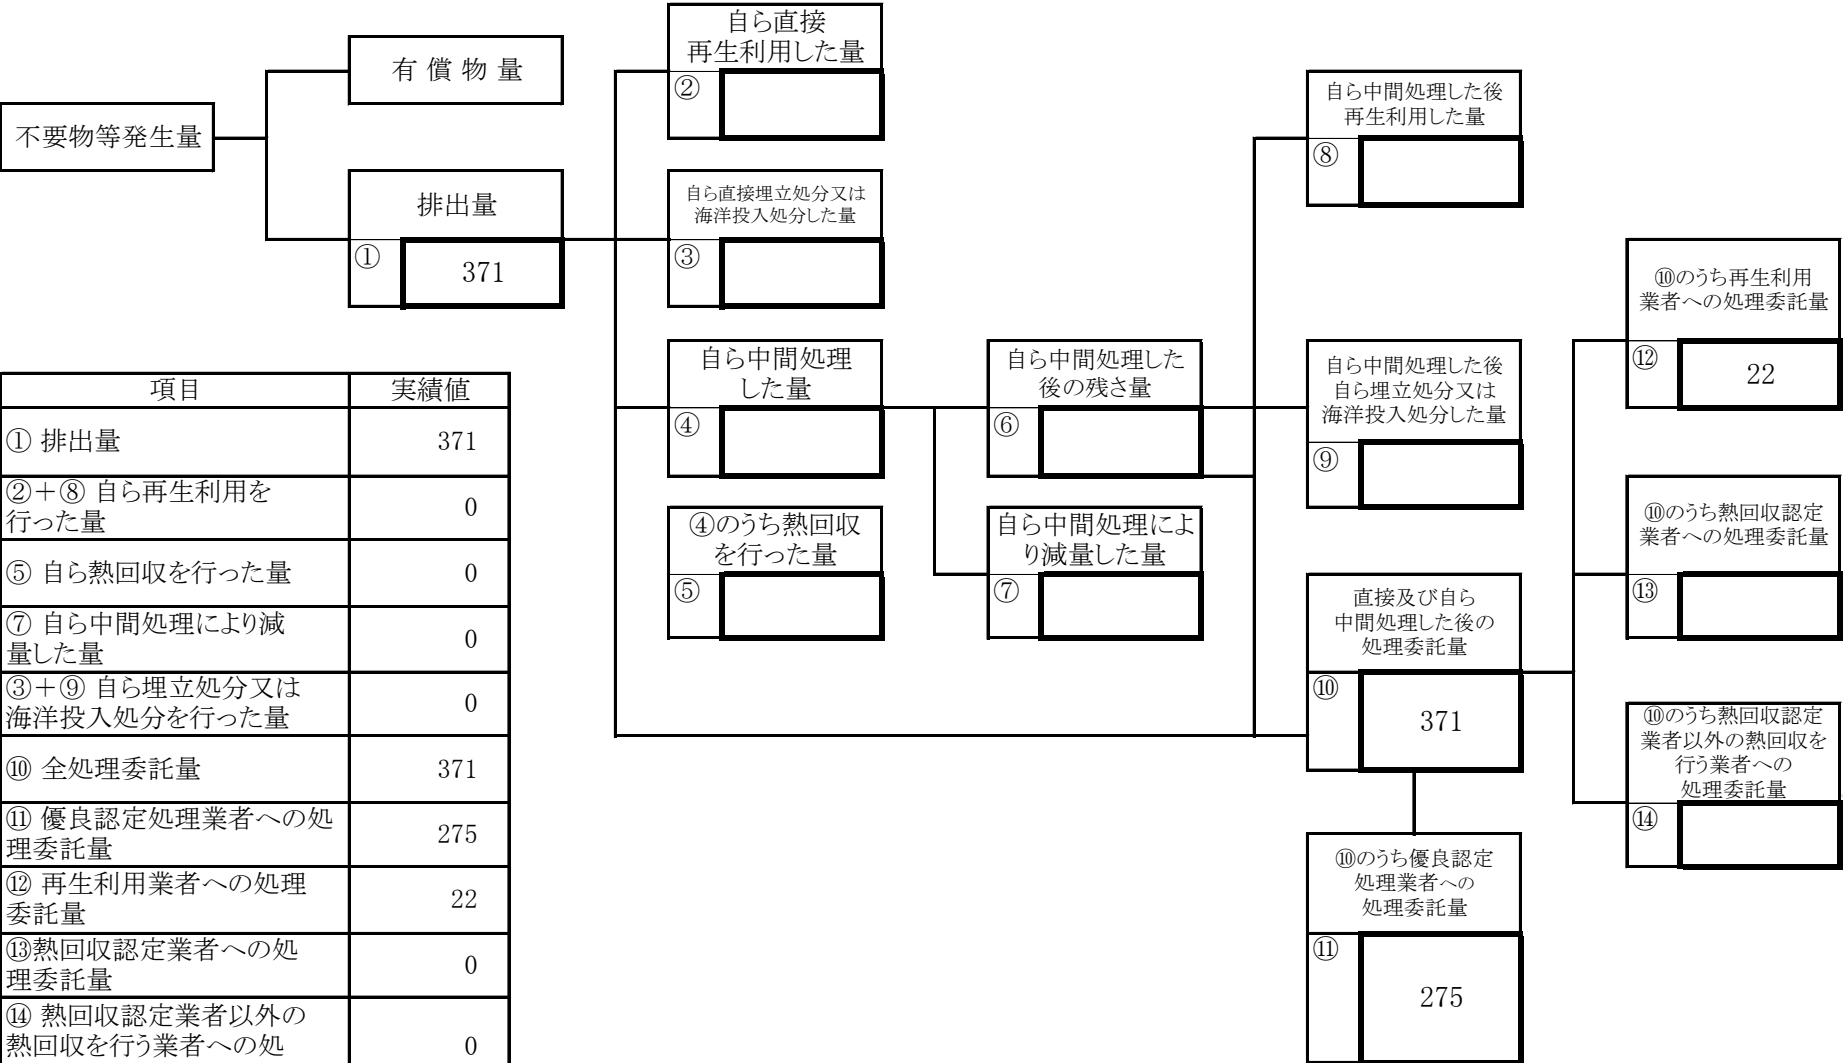 不要物等発生量
有 償 物 量
排出量
①
371
自ら直接
再生利用した量
②
自ら直接埋立処分又は
海洋投入処分した量
③
自ら中間処理
した量
④
④のうち熱回収
を行った量
⑤
自ら中間処理した
後の残さ量
⑥
自ら中間処理によ
り減量した量
⑦
自ら中間処理した後
再生利用した量
⑧
自ら中間処理した後
自ら埋立処分又は
海洋投入処分した量
⑨
直接及び自ら
中間処理した後の
処理委託量
⑩
371
⑩のうち優良認定
処理業者への
処理委託量
⑪
275
⑩のうち再生利用
業者への処理委託量
⑫
22
⑩のうち熱回収認定
業者への処理委託量
⑬
⑩のうち熱回収認定
業者以外の熱回収を
行う業者への
処理委託量
⑭
項目 実績値
① 排出量 371
②＋⑧ 自ら再生利用を
行った量 0
⑤ 自ら熱回収を行った量 0
⑦ 自ら中間処理により減
量した量 0
③＋⑨ 自ら埋立処分又は
海洋投入処分を行った量 0
⑩ 全処理委託量 371
⑪ 優良認定処理業者への処
理委託量 275
⑫ 再生利用業者への処理
委託量 22
⑬熱回収認定業者への処
理委託量 0
⑭ 熱回収認定業者以外の
熱回収を行う業者への処 0